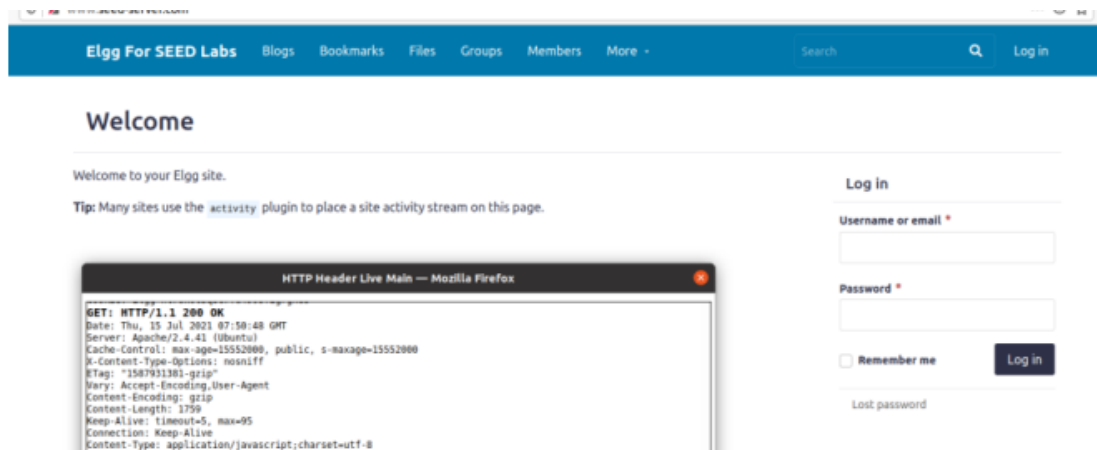 www.seed-server.com
Elgg For SEED Labs Blogs Bookmarks Files Groups Members More Search Log in
Welcome
Welcome to your Elgg site.
Tip: Many sites use the activity plugin to place a site activity stream on this page.
Log in
Username or email *
Password *
Remember me Log in
Lost password
HTTP Header Live Main — Mozilla Firefox
GET: HTTP/1.1 200 OK
Date: Thu, 15 Jul 2021 07:50:48 GMT
Server: Apache/2.4.41 (Ubuntu)
Cache-Control: max-age=15552000, public, s-maxage=15552000
X-Content-Type-Options: nosniff
ETag: "1587931381-gzip"
Vary: Accept-Encoding,User-Agent
Content-Encoding: gzip
Content-Length: 1759
Keep-Alive: timeout=5, max=95
Connection: Keep-Alive
Content-Type: application/javascript;charset=utf-8